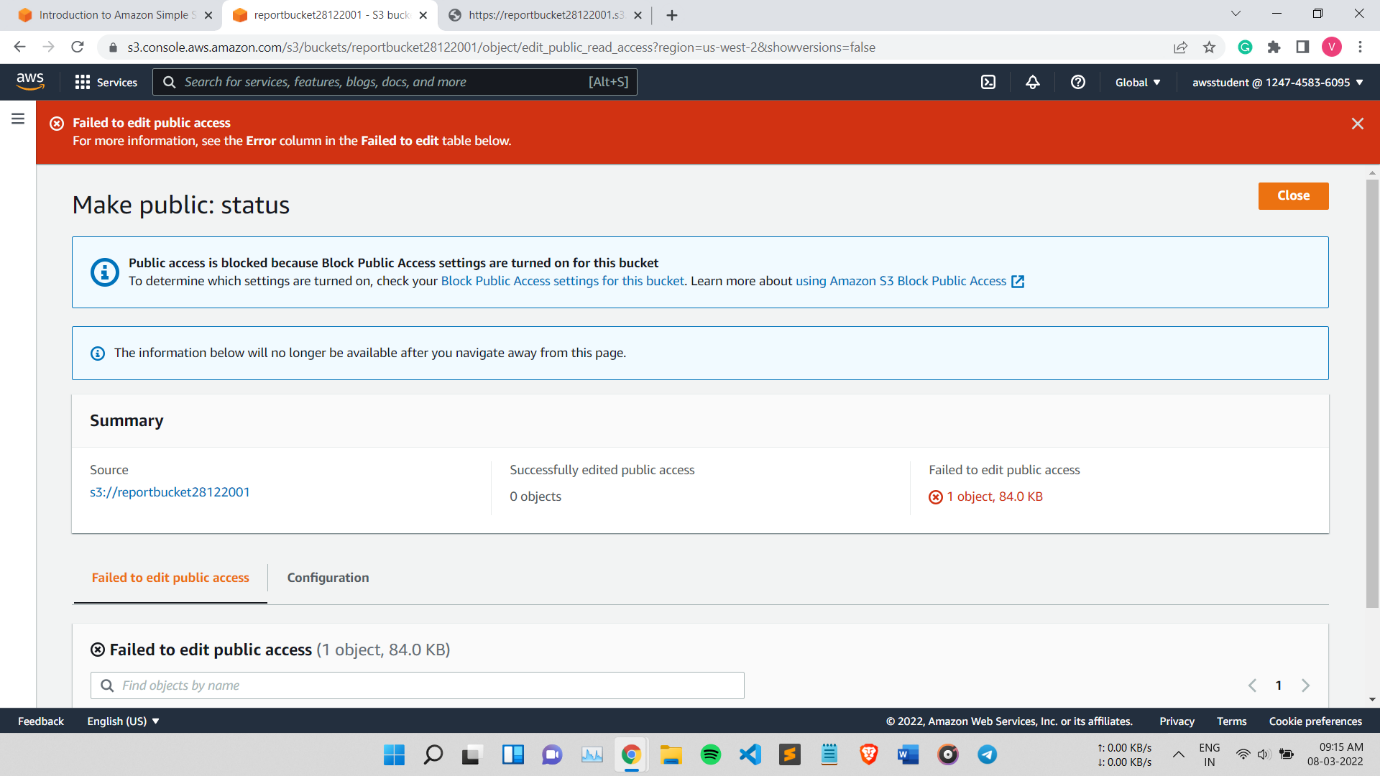 Introduction to Amazon Simple S
reportbucket28122001 - S3 buck
https://reportbucket28122001.s3.
s3.console.aws.amazon.com/s3/buckets/reportbucket28122001/object/edit_public_read_access?region=us-west-2&showversions=false
V
aws
Services
Search for services, features, blogs, docs, and more
[Alt+S]
Global
awsstudent @ 1247-4583-6095
Failed to edit public access
For more information, see the Error column in the Failed to edit table below.
Make public: status
Close
Public access is blocked because Block Public Access settings are turned on for this bucket
To determine which settings are turned on, check your Block Public Access settings for this bucket. Learn more about using Amazon S3 Block Public Access
The information below will no longer be available after you navigate away from this page.
Summary
Source
s3://reportbucket28122001
Successfully edited public access
0 objects
Failed to edit public access
1 object, 84.0 KB
Failed to edit public access
Configuration
Failed to edit public access (1 object, 84.0 KB)
Find objects by name
1
Feedback
English (US)
© 2022, Amazon Web Services, Inc. or its affiliates.
Privacy
Terms
Cookie preferences
↑: 0.00 KB/s
↓: 0.00 KB/s
ENG
IN
09:15 AM
08-03-2022